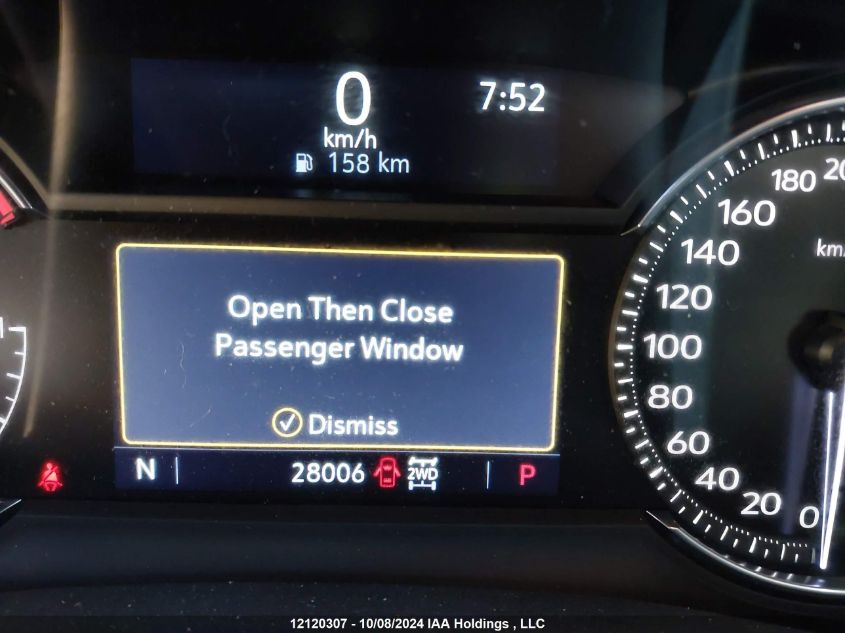 0
7:52
km/h
158 km
Open Then Close
Passenger Window
Dismiss
N
28006
2WD
P
180
160
140
120
100
80
60
40
20
0
12120307 - 10/08/2024 IAA Holdings , LLC